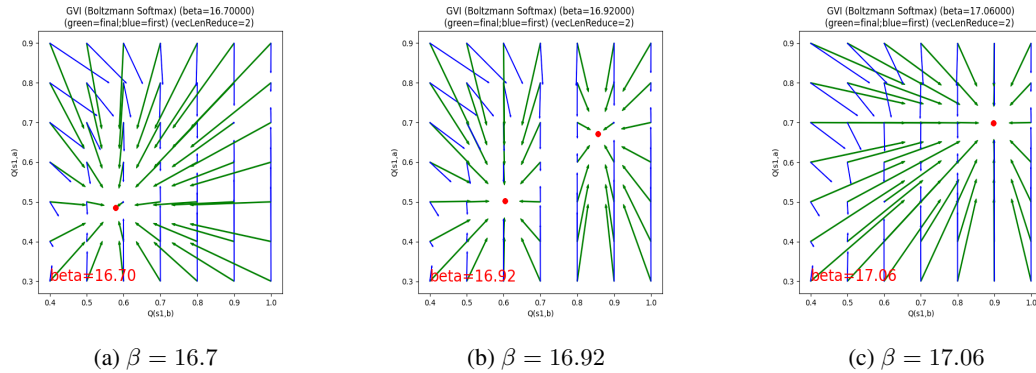 GVI (Boltzmann Softmax) (beta=16.70000)
(green=final;blue=first) (vecLenReduce=2)
Q(s1,a)
0.9
0.8
0.7
0.6
0.5
0.4
0.3
beta=16.70
0.4 0.5 0.6 0.7 0.8 0.9 1.0
Q(s1,b)
(a) β = 16.7
GVI (Boltzmann Softmax) (beta=16.92000)
(green=final;blue=first) (vecLenReduce=2)
Q(s1,a)
0.9
0.8
0.7
0.6
0.5
0.4
0.3
beta=16.92
0.4 0.5 0.6 0.7 0.8 0.9 1.0
Q(s1,b)
(b) β = 16.92
GVI (Boltzmann Softmax) (beta=17.06000)
(green=final;blue=first) (vecLenReduce=2)
Q(s1,a)
0.9
0.8
0.7
0.6
0.5
0.4
0.3
beta=17.06
0.4 0.5 0.6 0.7 0.8 0.9 1.0
Q(s1,b)
(c) β = 17.06